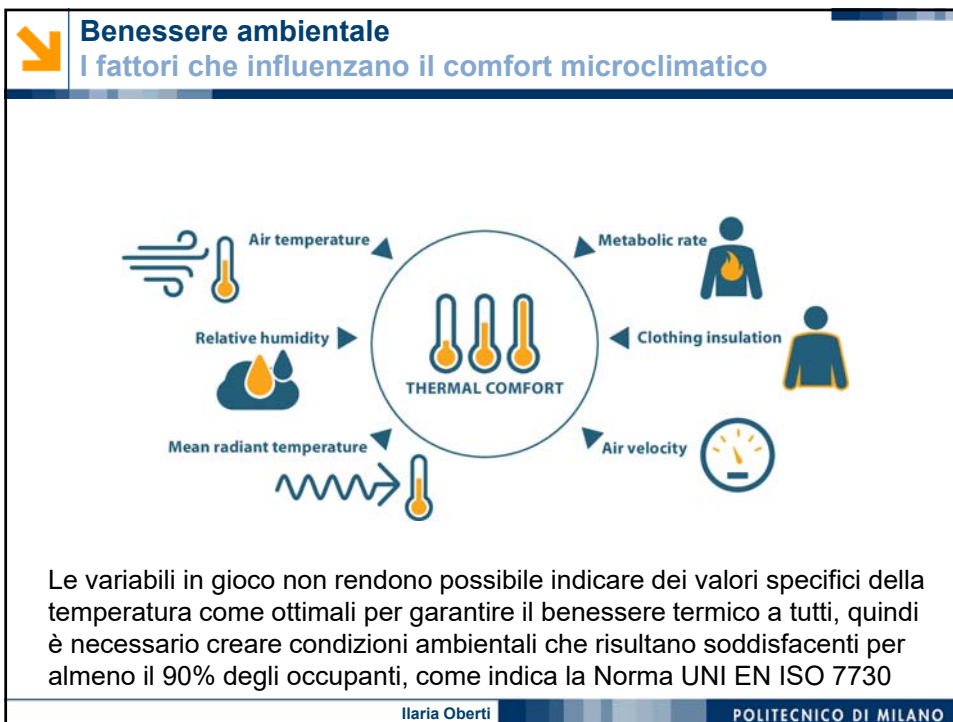 Benessere ambientale
I fattori che influenzano il comfort microclimatico
Air temperature
Metabolic rate
Relative humidity
Clothing insulation
THERMAL COMFORT
Mean radiant temperature
Air velocity
Le variabili in gioco non rendono possibile indicare dei valori specifici della
temperatura come ottimali per garantire il benessere termico a tutti, quindi
è necessario creare condizioni ambientali che risultano soddisfacenti per
almeno il 90% degli occupanti, come indica la Norma UNI EN ISO 7730
Ilaria Oberti
POLITECNICO DI MILANO